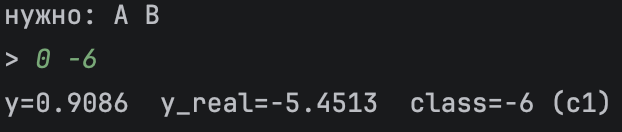 нужно: A B
> 0 -6
y=0.9086 y_real=-5.4513 class=-6 (c1)